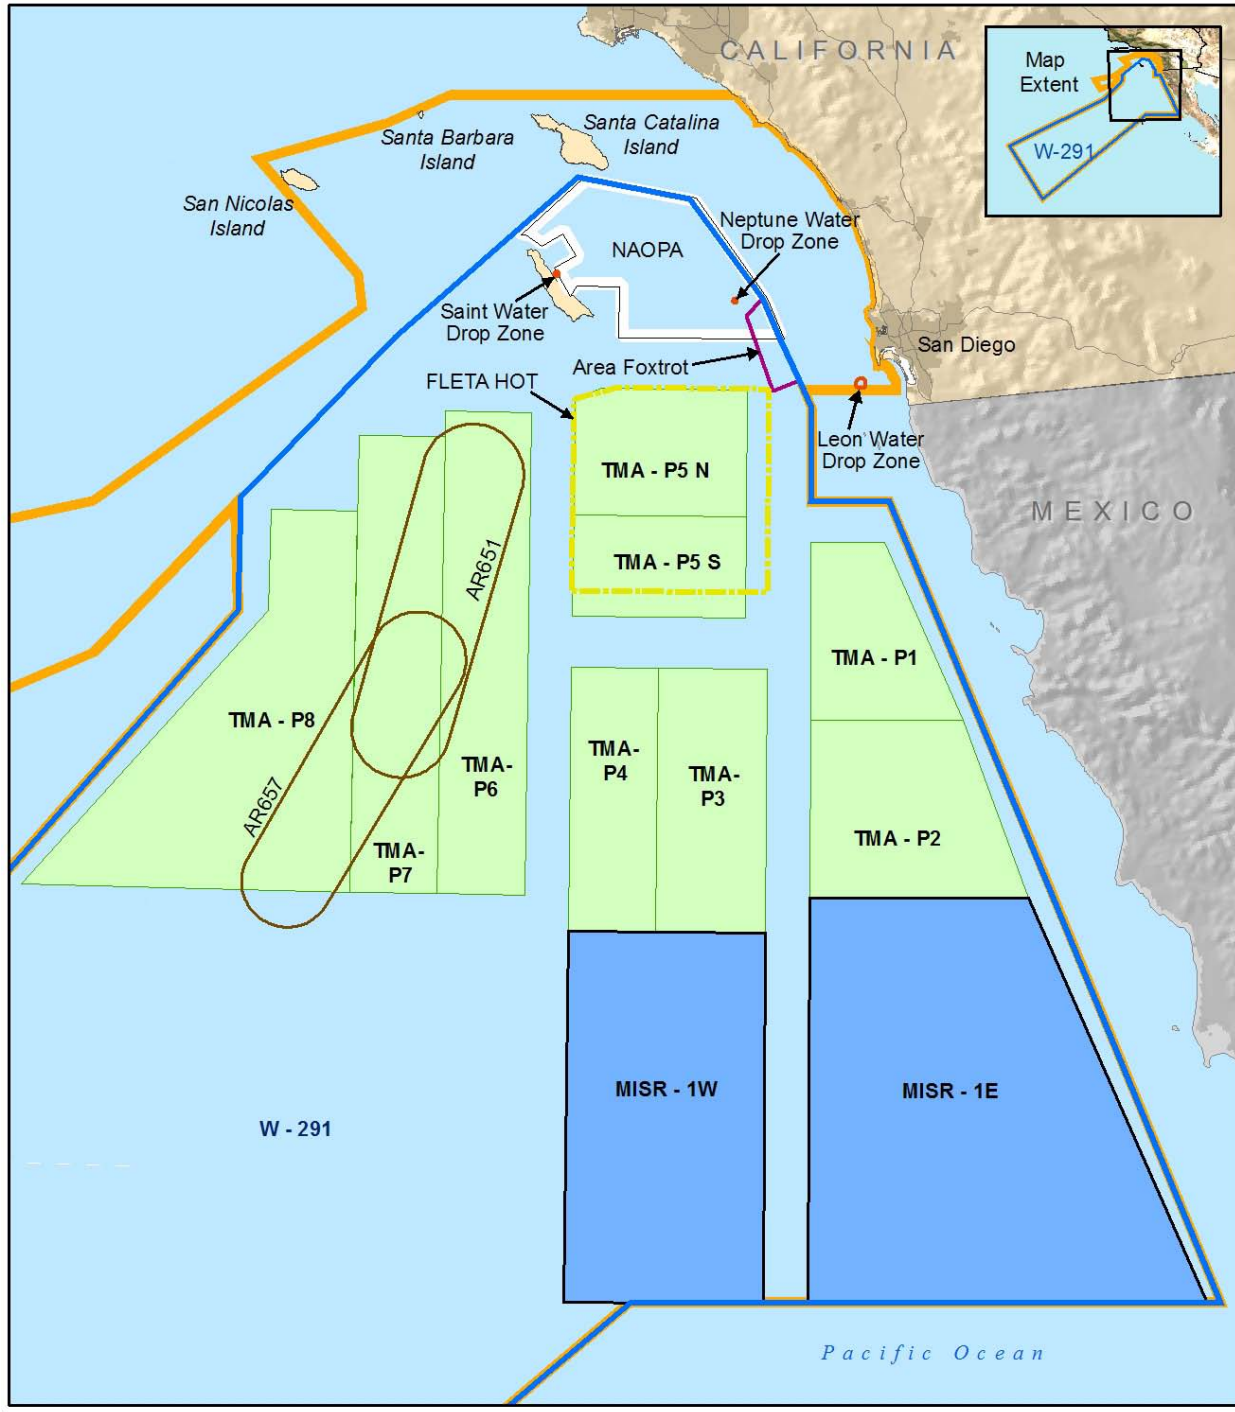 CALIFORNIA
Map
Extent
W-291
Santa Catalina
Island
Santa Barbara
Island
San Nicolas
Island
Neptune Water
Drop Zone
NAOPA
Saint Water
Drop Zone
San Diego
Area Foxtrot
FLETA HOT
Leon Water
Drop Zone
TMA - P5 N
MEXICO
AR651
TMA - P5 S
TMA - P1
TMA - P8
TMA-
P4
TMA-
P6
TMA-
P3
AR657
TMA - P2
TMA-
P7
MISR - 1W
MISR - 1E
W - 291
Pacific Ocean